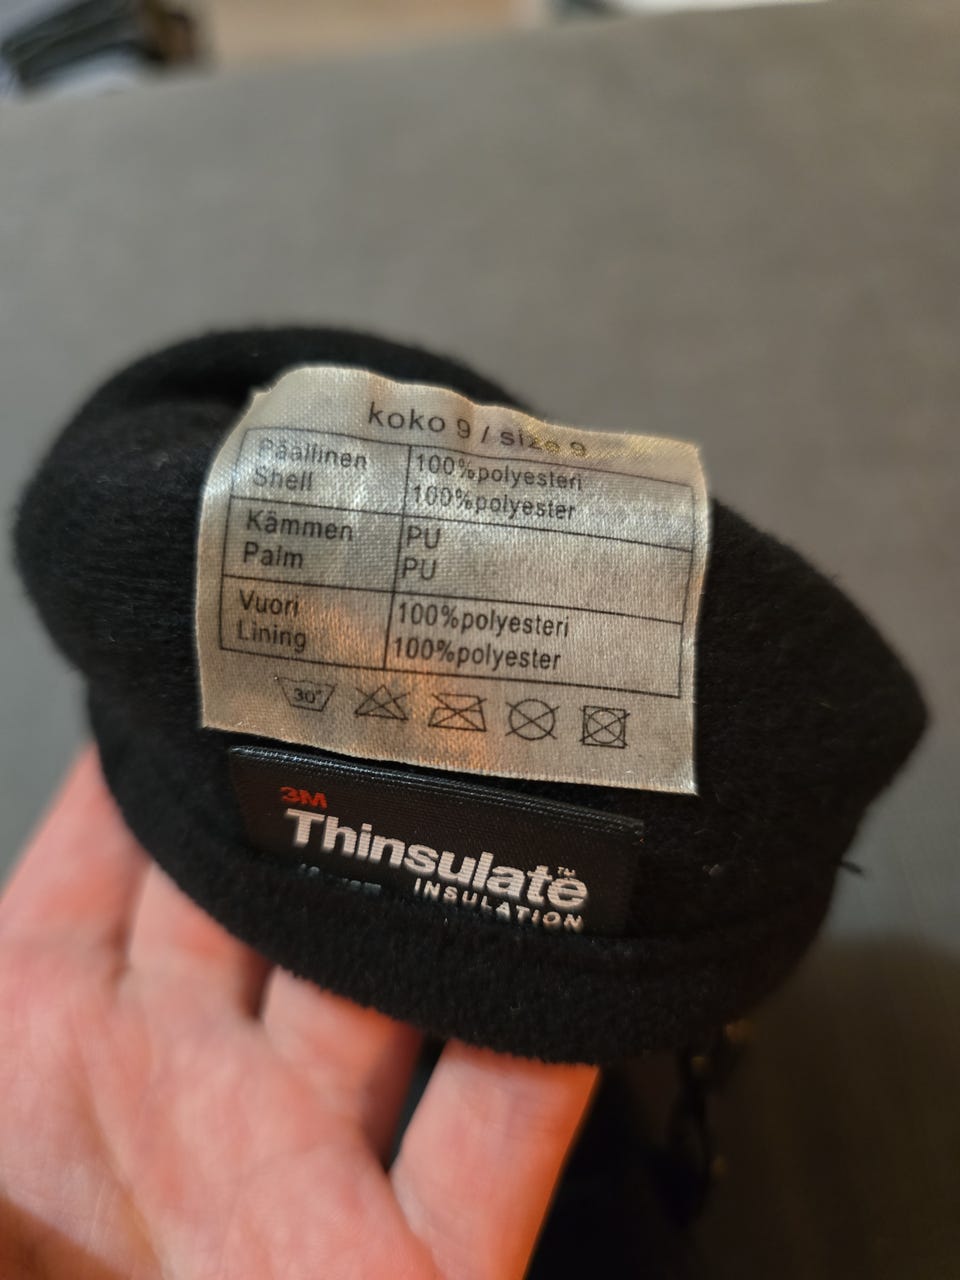 koko 9 / size 9
Päällinen 100%polyesteri
Shell 100%polyester
Kämmen PU
Palm PU
Vuori 100%polyesteri
Lining 100%polyester
30°
3M
Thinsulate™
INSULATION